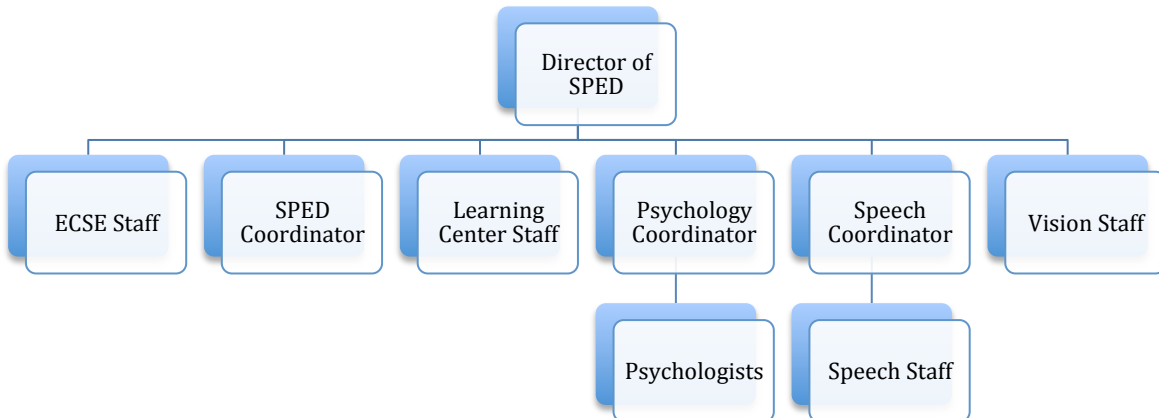 Director of
SPED
ECSE Staff
SPED
Coordinator
Learning
Center Staff
Psychology
Coordinator
Speech
Coordinator
Vision Staff
Psychologists
Speech Staff